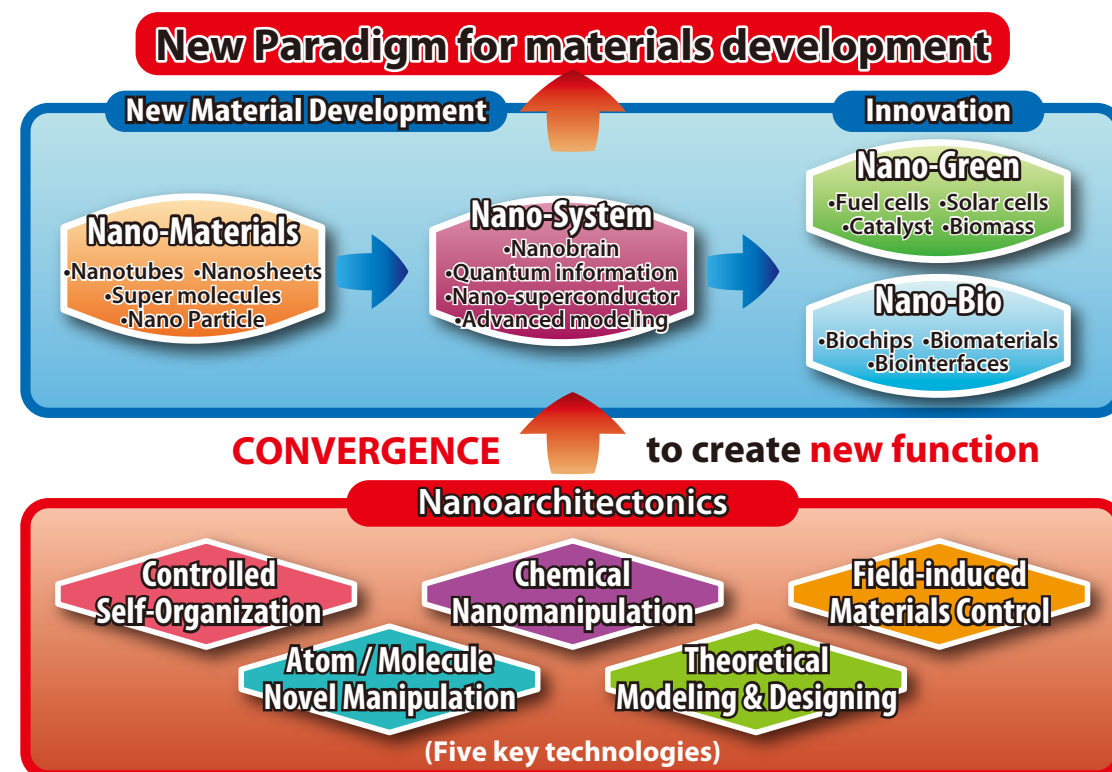 New Paradigm for materials development
New Material Development
Innovation
Nano-Materials
•Nanotubes •Nanosheets
•Super molecules
•Nano Particle
Nano-System
•Nanobrain
•Quantum information
•Nano-superconductor
•Advanced modeling
Nano-Green
•Fuel cells •Solar cells
•Catalyst •Biomass
Nano-Bio
•Biochips •Biomaterials
•Biointerfaces
CONVERGENCE to create new function
Nanoarchitectonics
Controlled
Self-Organization
Chemical
Nanomanipulation
Field-induced
Materials Control
Atom / Molecule
Novel Manipulation
Theoretical
Modeling & Designing
(Five key technologies)